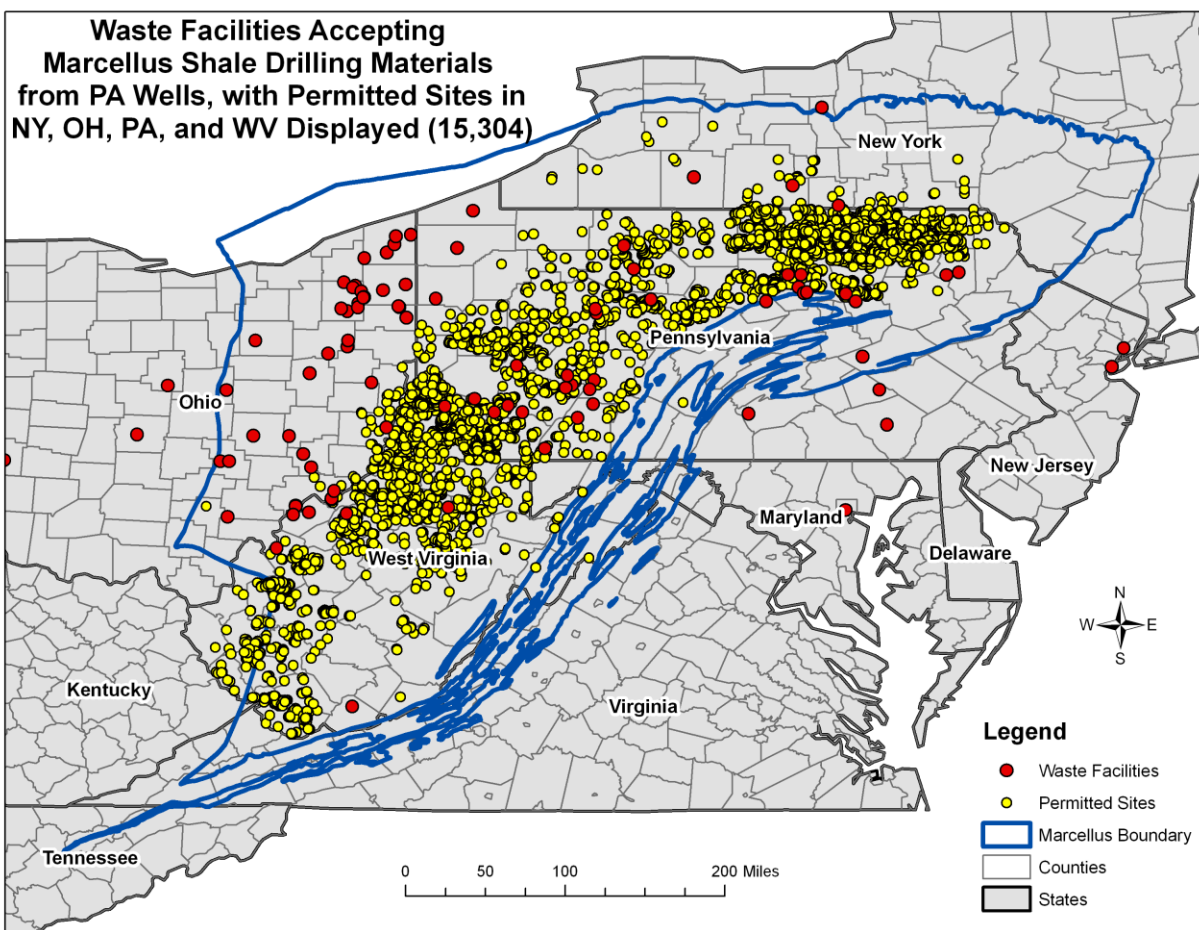 Waste Facilities Accepting
Marcellus Shale Drilling Materials
from PA Wells, with Permitted Sites in
NY, OH, PA, and WV Displayed (15,304)
New York
Pennsylvania
Ohio
New Jersey
Maryland
Delaware
West Virginia
Kentucky
Virginia
Tennessee
N
W E
S
Legend
Waste Facilities
Permitted Sites
Marcellus Boundary
Counties
States
0 50 100 200 Miles